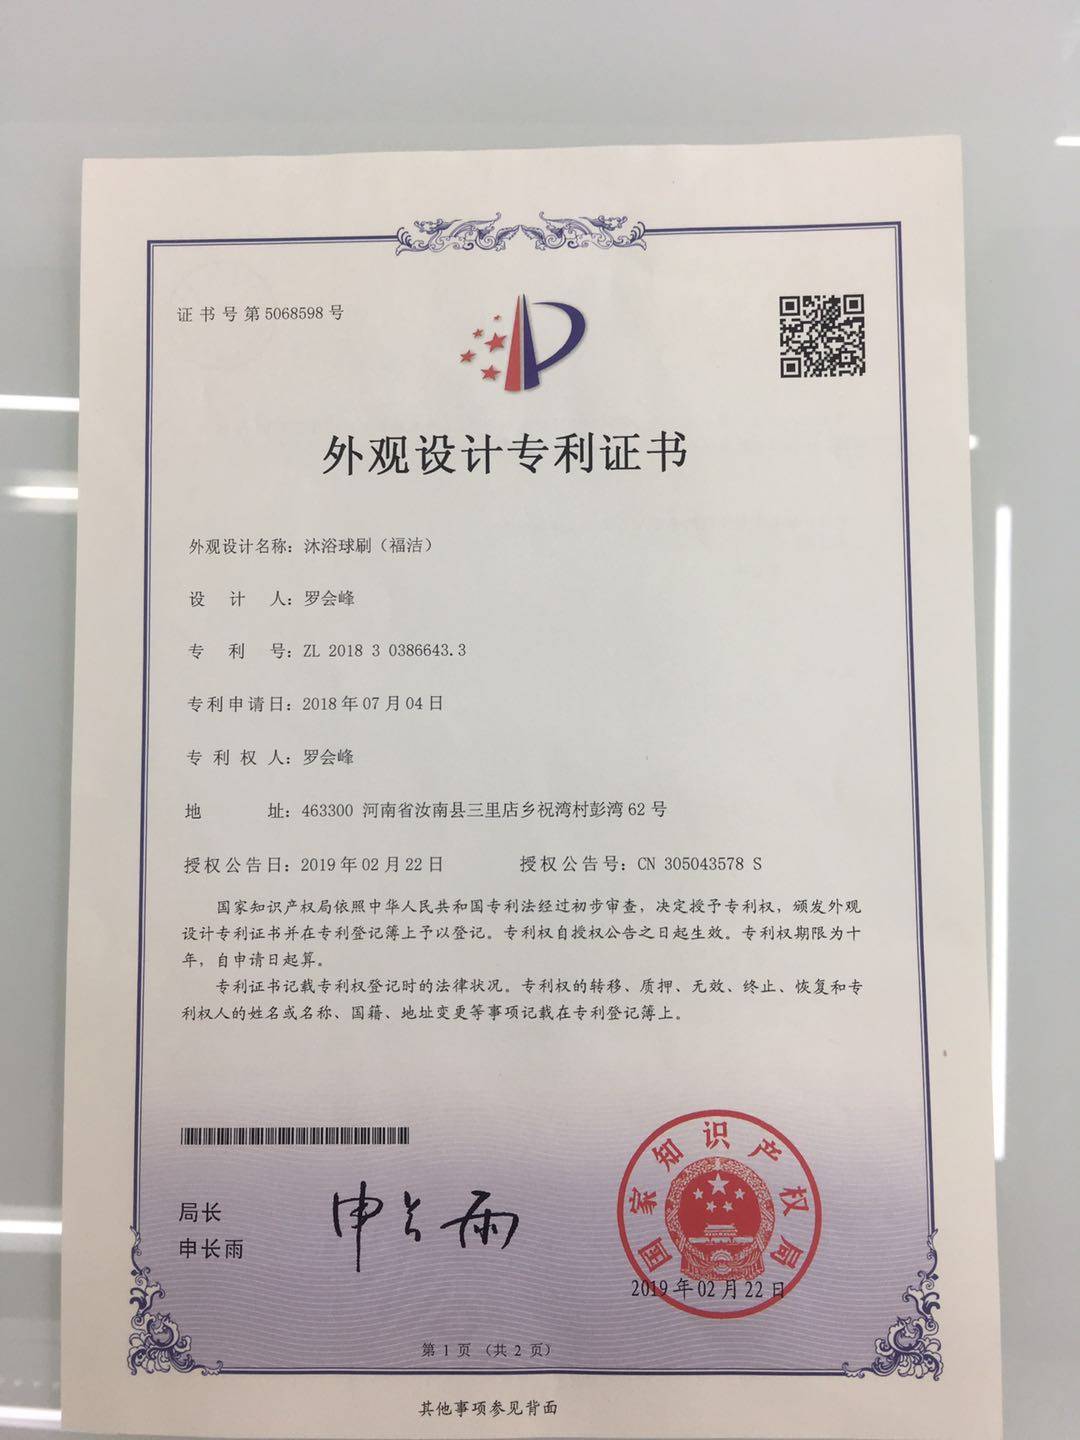 证书号第5068598号
外观设计专利证书
外观设计名称：沐浴球刷（福洁）
设计人：罗会峰
专利号：ZL 2018 3 0386643.3
专利申请日：2018年07月04日
专利权人：罗会峰
地址：463300 河南省汝南县三里店乡祝湾村彭湾62号
授权公告日：2019年02月22日 授权公告号：CN 305043578 S
国家知识产权局依照中华人民共和国专利法经过初步审查，决定授予专利权，颁发外观
设计专利证书并在专利登记簿上予以登记。专利权自授权公告之日起生效。专利权期限为十
年，自申请日起算。
专利证书记载专利权登记时的法律状况。专利权的转移、质押、无效、终止、恢复和专
利权人的姓名或名称、国籍、地址变更等事项记载在专利登记簿上。
局长
申长雨
申长雨
国家知识产权局
2019年02月22日
第1页（共2页）
其他事项参见背面